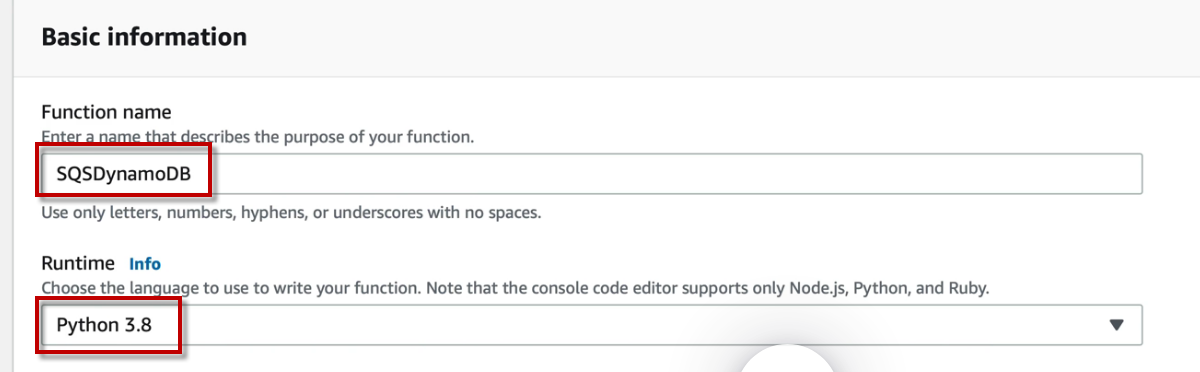 Basic information
Function name
Enter a name that describes the purpose of your function.
SQSDynamoDB
Use only letters, numbers, hyphens, or underscores with no spaces.
Runtime Info
Choose the language to use to write your function. Note that the console code editor supports only Node.js, Python, and Ruby.
Python 3.8